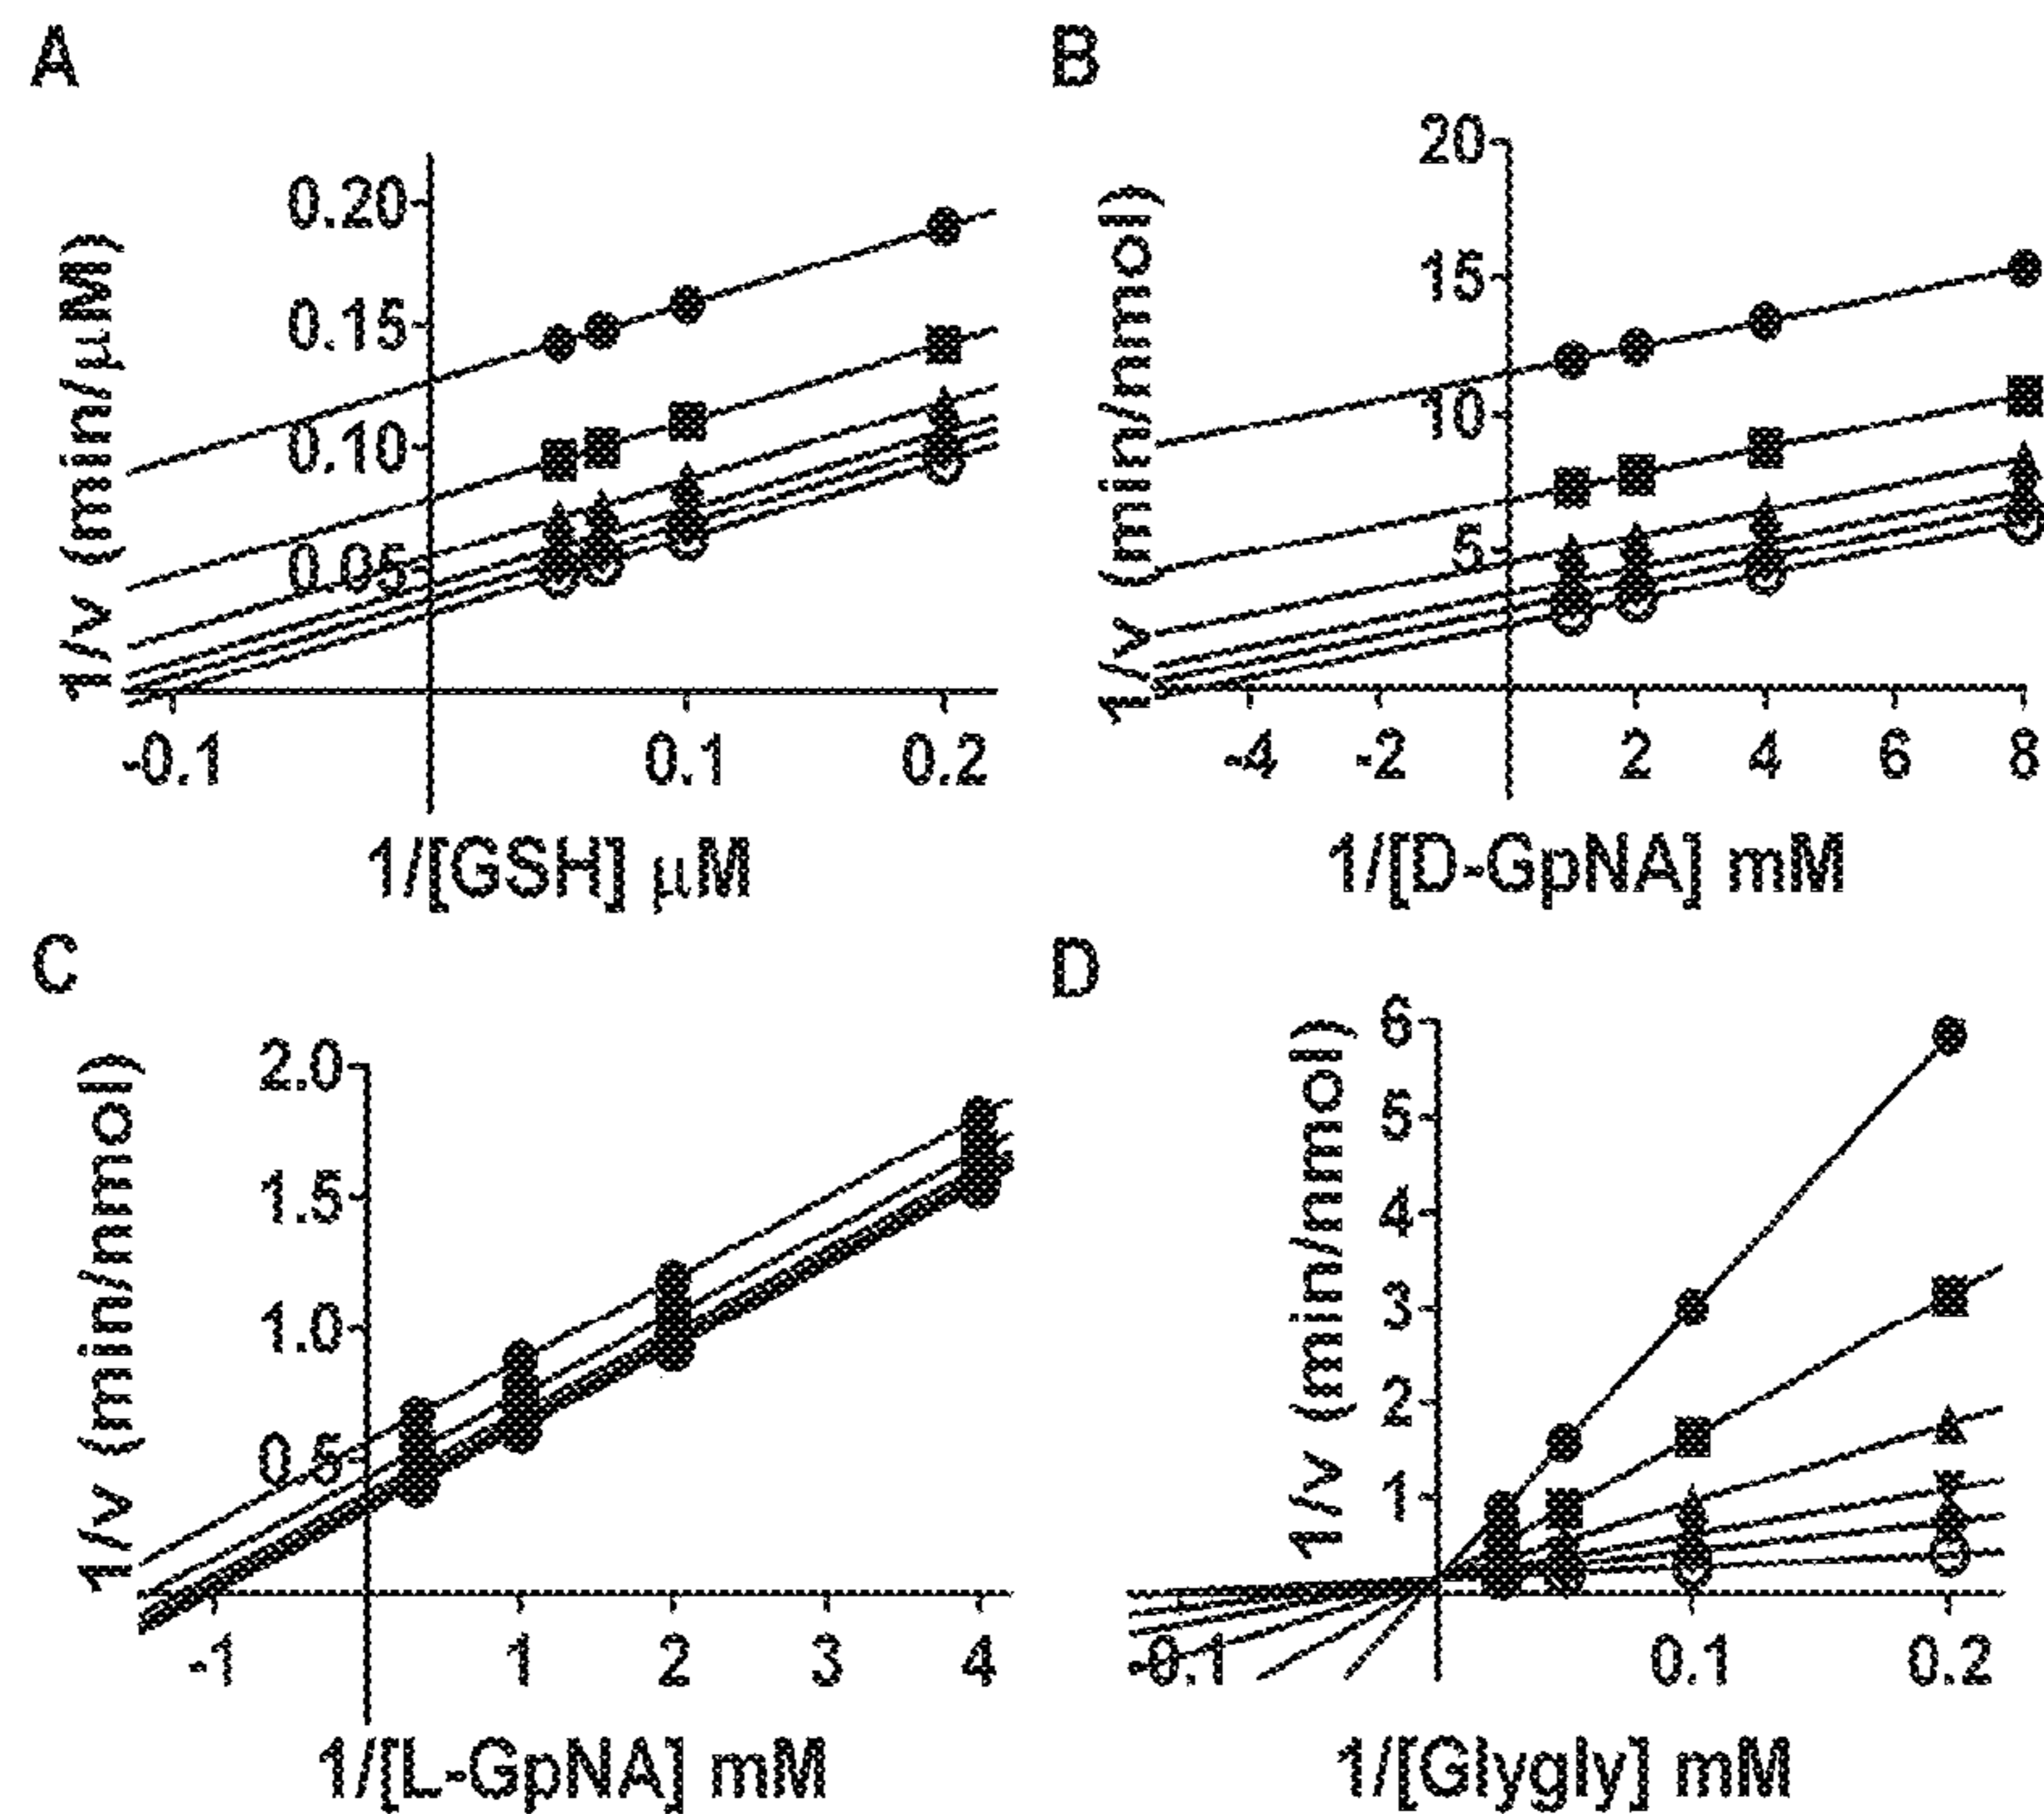 A
B
0.20
0.15
0.10
0.05
-0.1
0.1
0.2
1/v (min/μM)
1/[GSH] μM
20
15
10
5
-4
-2
2
4
6
8
1/v (min/nmol)
1/[D-GpNA] mM
C
D
2.0
1.5
1.0
0.5
-1
1
2
3
4
1/v (min/nmol)
1/[L-GpNA] mM
6
5
4
3
2
1
-0.1
0.1
0.2
1/v (min/nmol)
1/[Glygly] mM